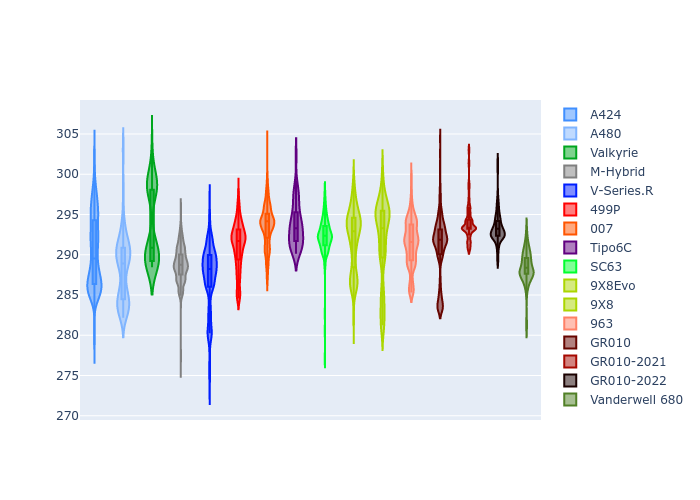 305
300
295
290
285
280
275
270
A424
A480
Valkyrie
M-Hybrid
V-Series.R
499P
007
Tipo6C
SC63
9X8Evo
9X8
963
GR010
GR010-2021
GR010-2022
Vanderwell 680